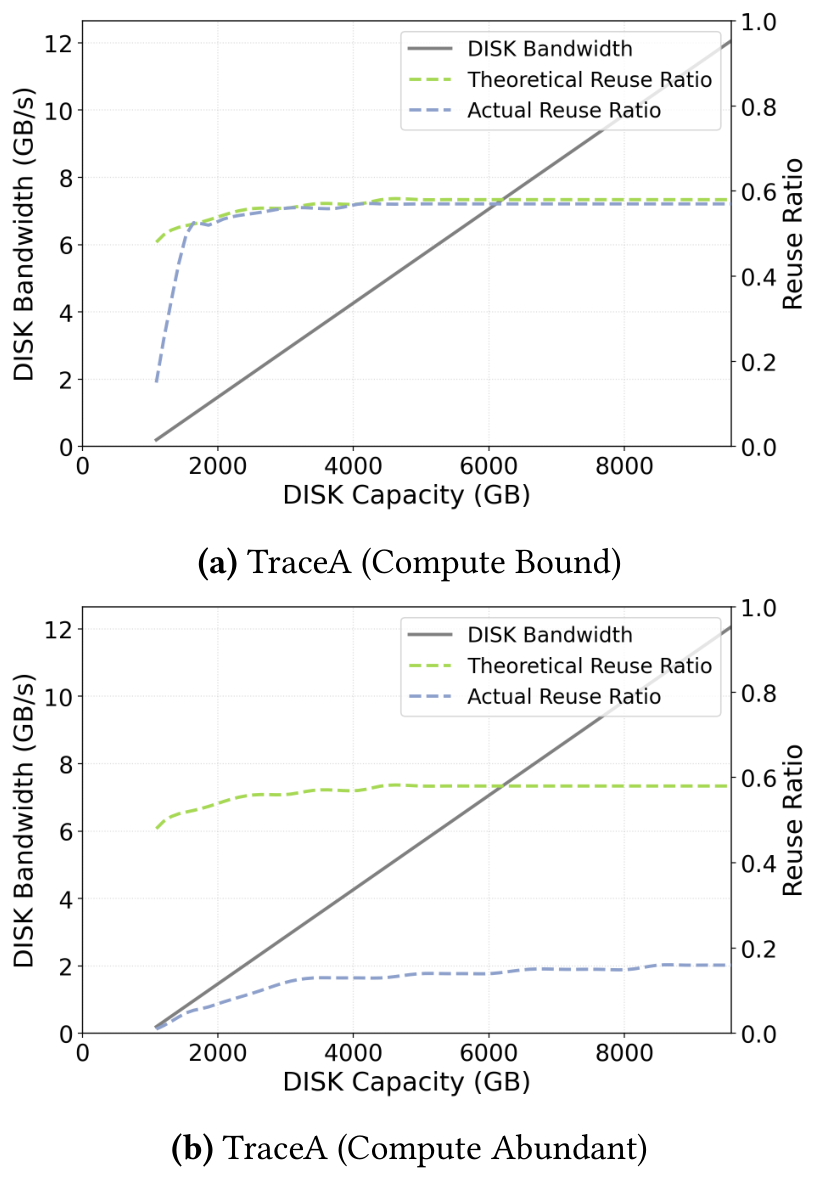 DISK Bandwidth (GB/s)
12
10
8
6
4
2
0
DISK Bandwidth
Theoretical Reuse Ratio
Actual Reuse Ratio
1.0
0.8
0.6
0.4
0.2
0.0
Reuse Ratio
0 2000 4000 6000 8000
DISK Capacity (GB)
(a) TraceA (Compute Bound)
DISK Bandwidth (GB/s)
12
10
8
6
4
2
0
DISK Bandwidth
Theoretical Reuse Ratio
Actual Reuse Ratio
1.0
0.8
0.6
0.4
0.2
0.0
Reuse Ratio
0 2000 4000 6000 8000
DISK Capacity (GB)
(b) TraceA (Compute Abundant)